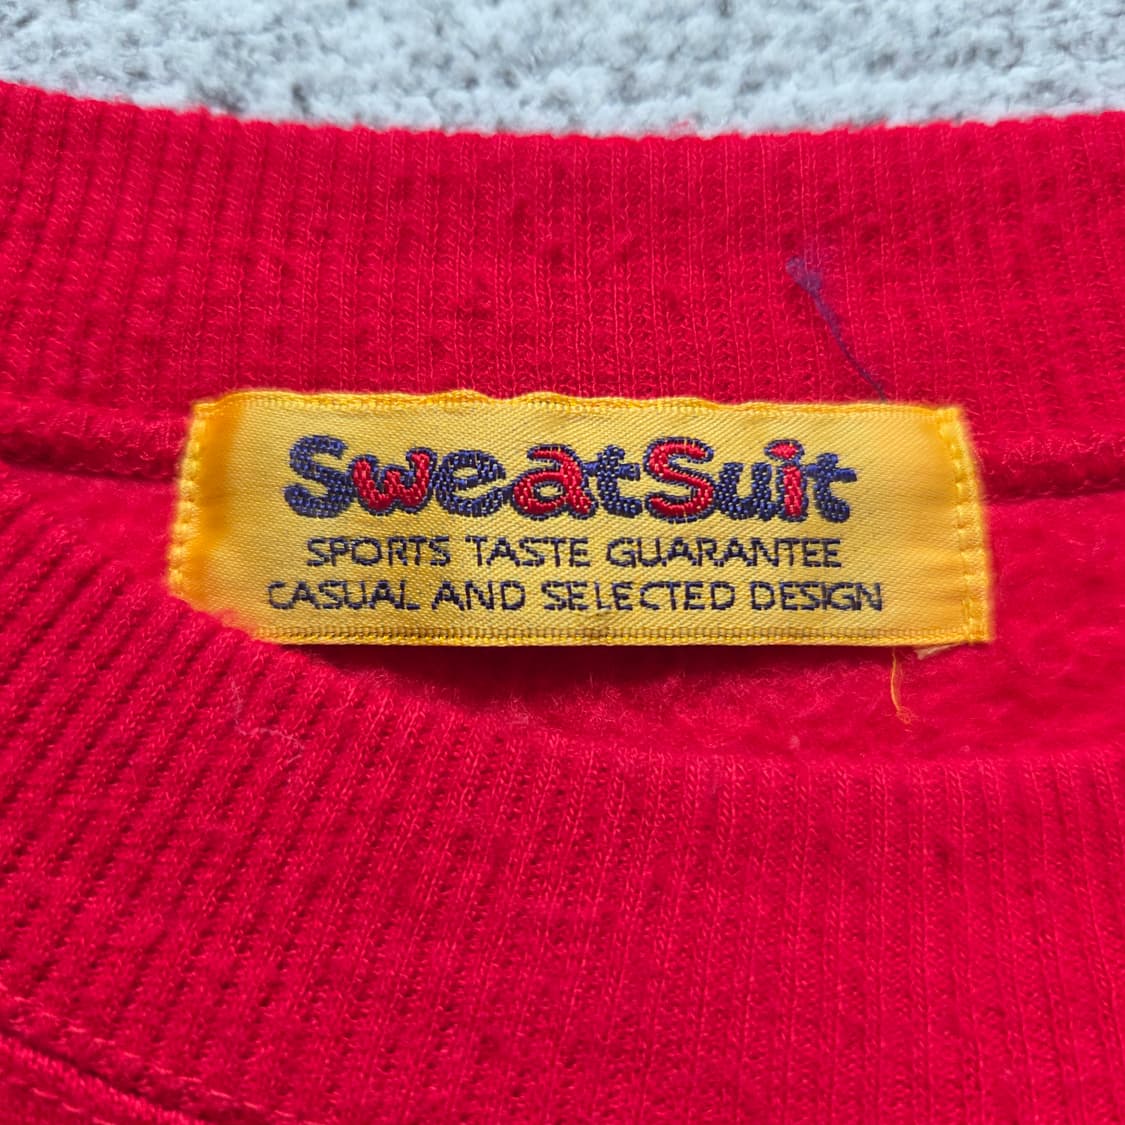 SweatSuit
SPORTS TASTE GUARANTEE
CASUAL AND SELECTED DESIGN